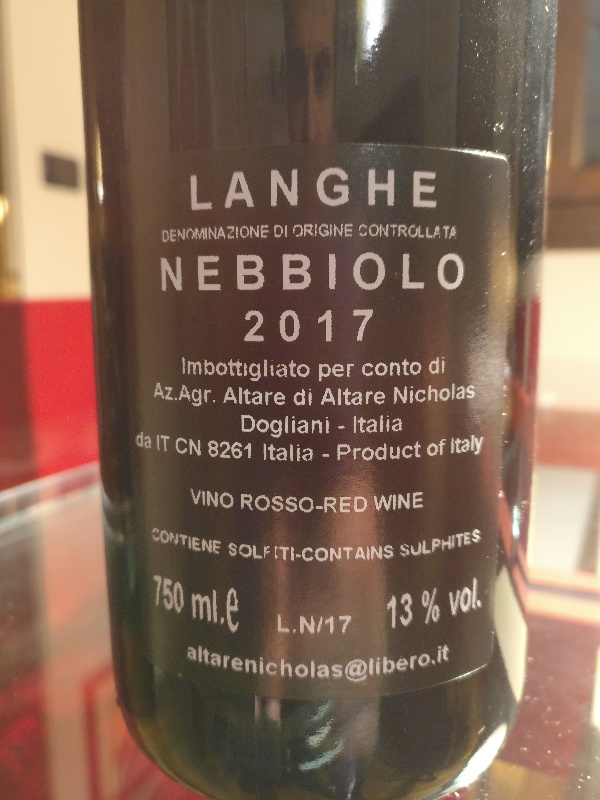 LANGHE
DENOMINAZIONE DI ORIGINE CONTROLLATA
NEBBIOLO
2017
Imbottigliato per conto di
Az.Agr. Altare di Altare Nicholas
Dogliani - Italia
da IT CN 8261 Italia - Product of Italy
VINO ROSSO-RED WINE
CONTIENE SOLFITI-CONTAINS SULPHITES
750 ml.e L.N/17 13 % vol.
altarenicholas@libero.it